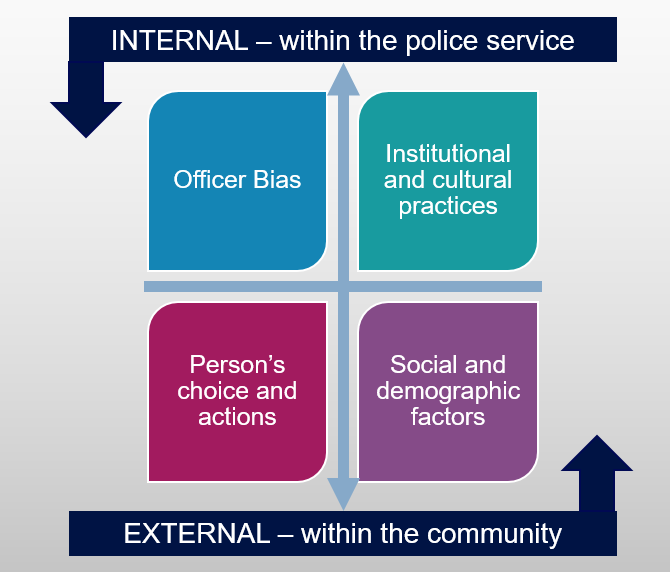 INTERNAL – within the police service
Officer Bias
Institutional
and cultural
practices
Person’s
choice and
actions
Social and
demographic
factors
EXTERNAL – within the community